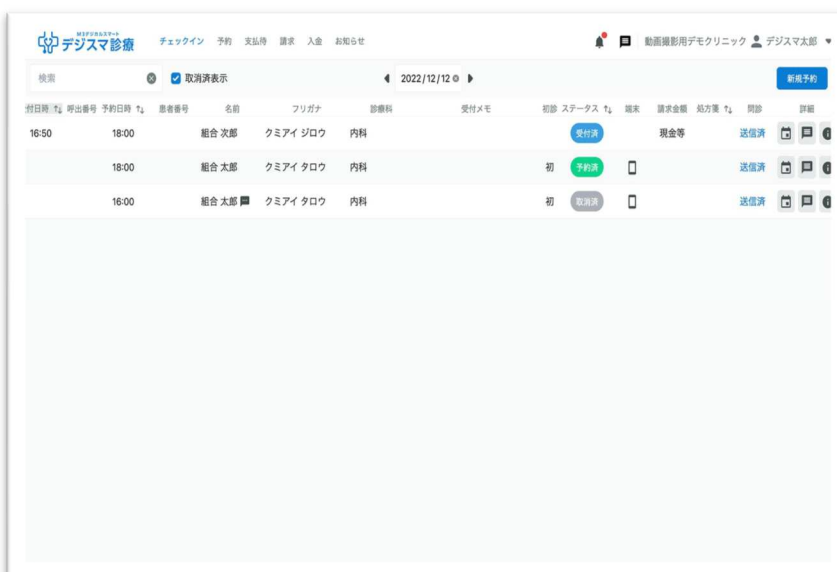 M3デジカルスマート
デジスマ診療 チェックイン 予約 支払待 請求 入金 お知らせ 動画撮影用デモクリニック デジスマ太郎
検索 取消済表示 2022/12/12 新規予約
付日時 呼出番号 予約日時 患者番号 名前 フリガナ 診療科 受付メモ 初診 ステータス 端末 請求金額 処方箋 問診 詳細
16:50 18:00 組合 次郎 クミアイ ジロウ 内科 受付済 現金等 送信済
18:00 組合 太郎 クミアイ タロウ 内科 初 予約済 送信済
16:00 組合 太郎 クミアイ タロウ 内科 初 取消済 送信済